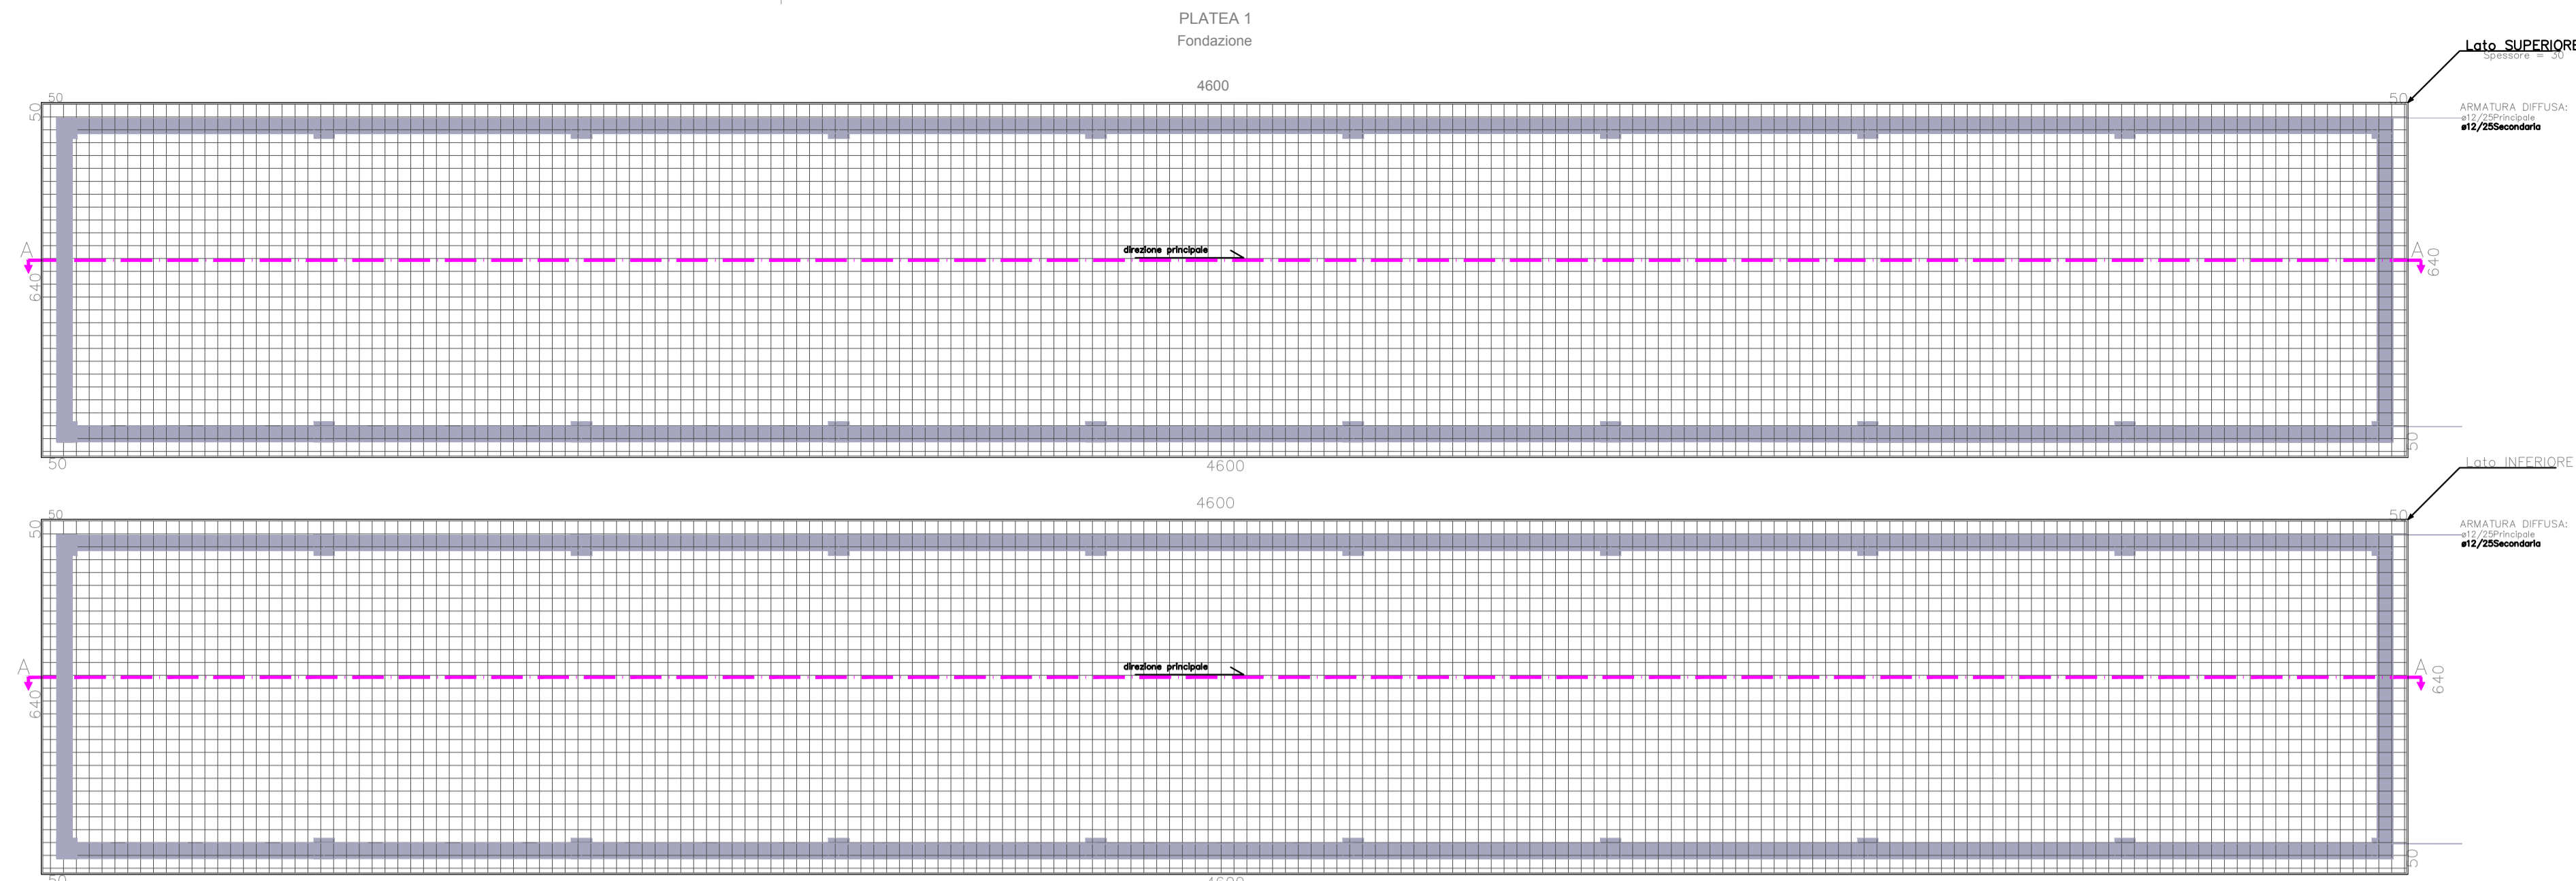 PLATEA 1
Fondazione
Lato SUPERIORE
Spessore = 30
4600
50
50
50
ARMATURA DIFFUSA:
ø12/25Principale
ø12/25Secondaria
A
direzione principale
A
640
640
50
50
4600
Lato INFERIORE
4600
50
50
50
ARMATURA DIFFUSA:
ø12/25Principale
ø12/25Secondaria
A
direzione principale
A
640
640
50
50
4600